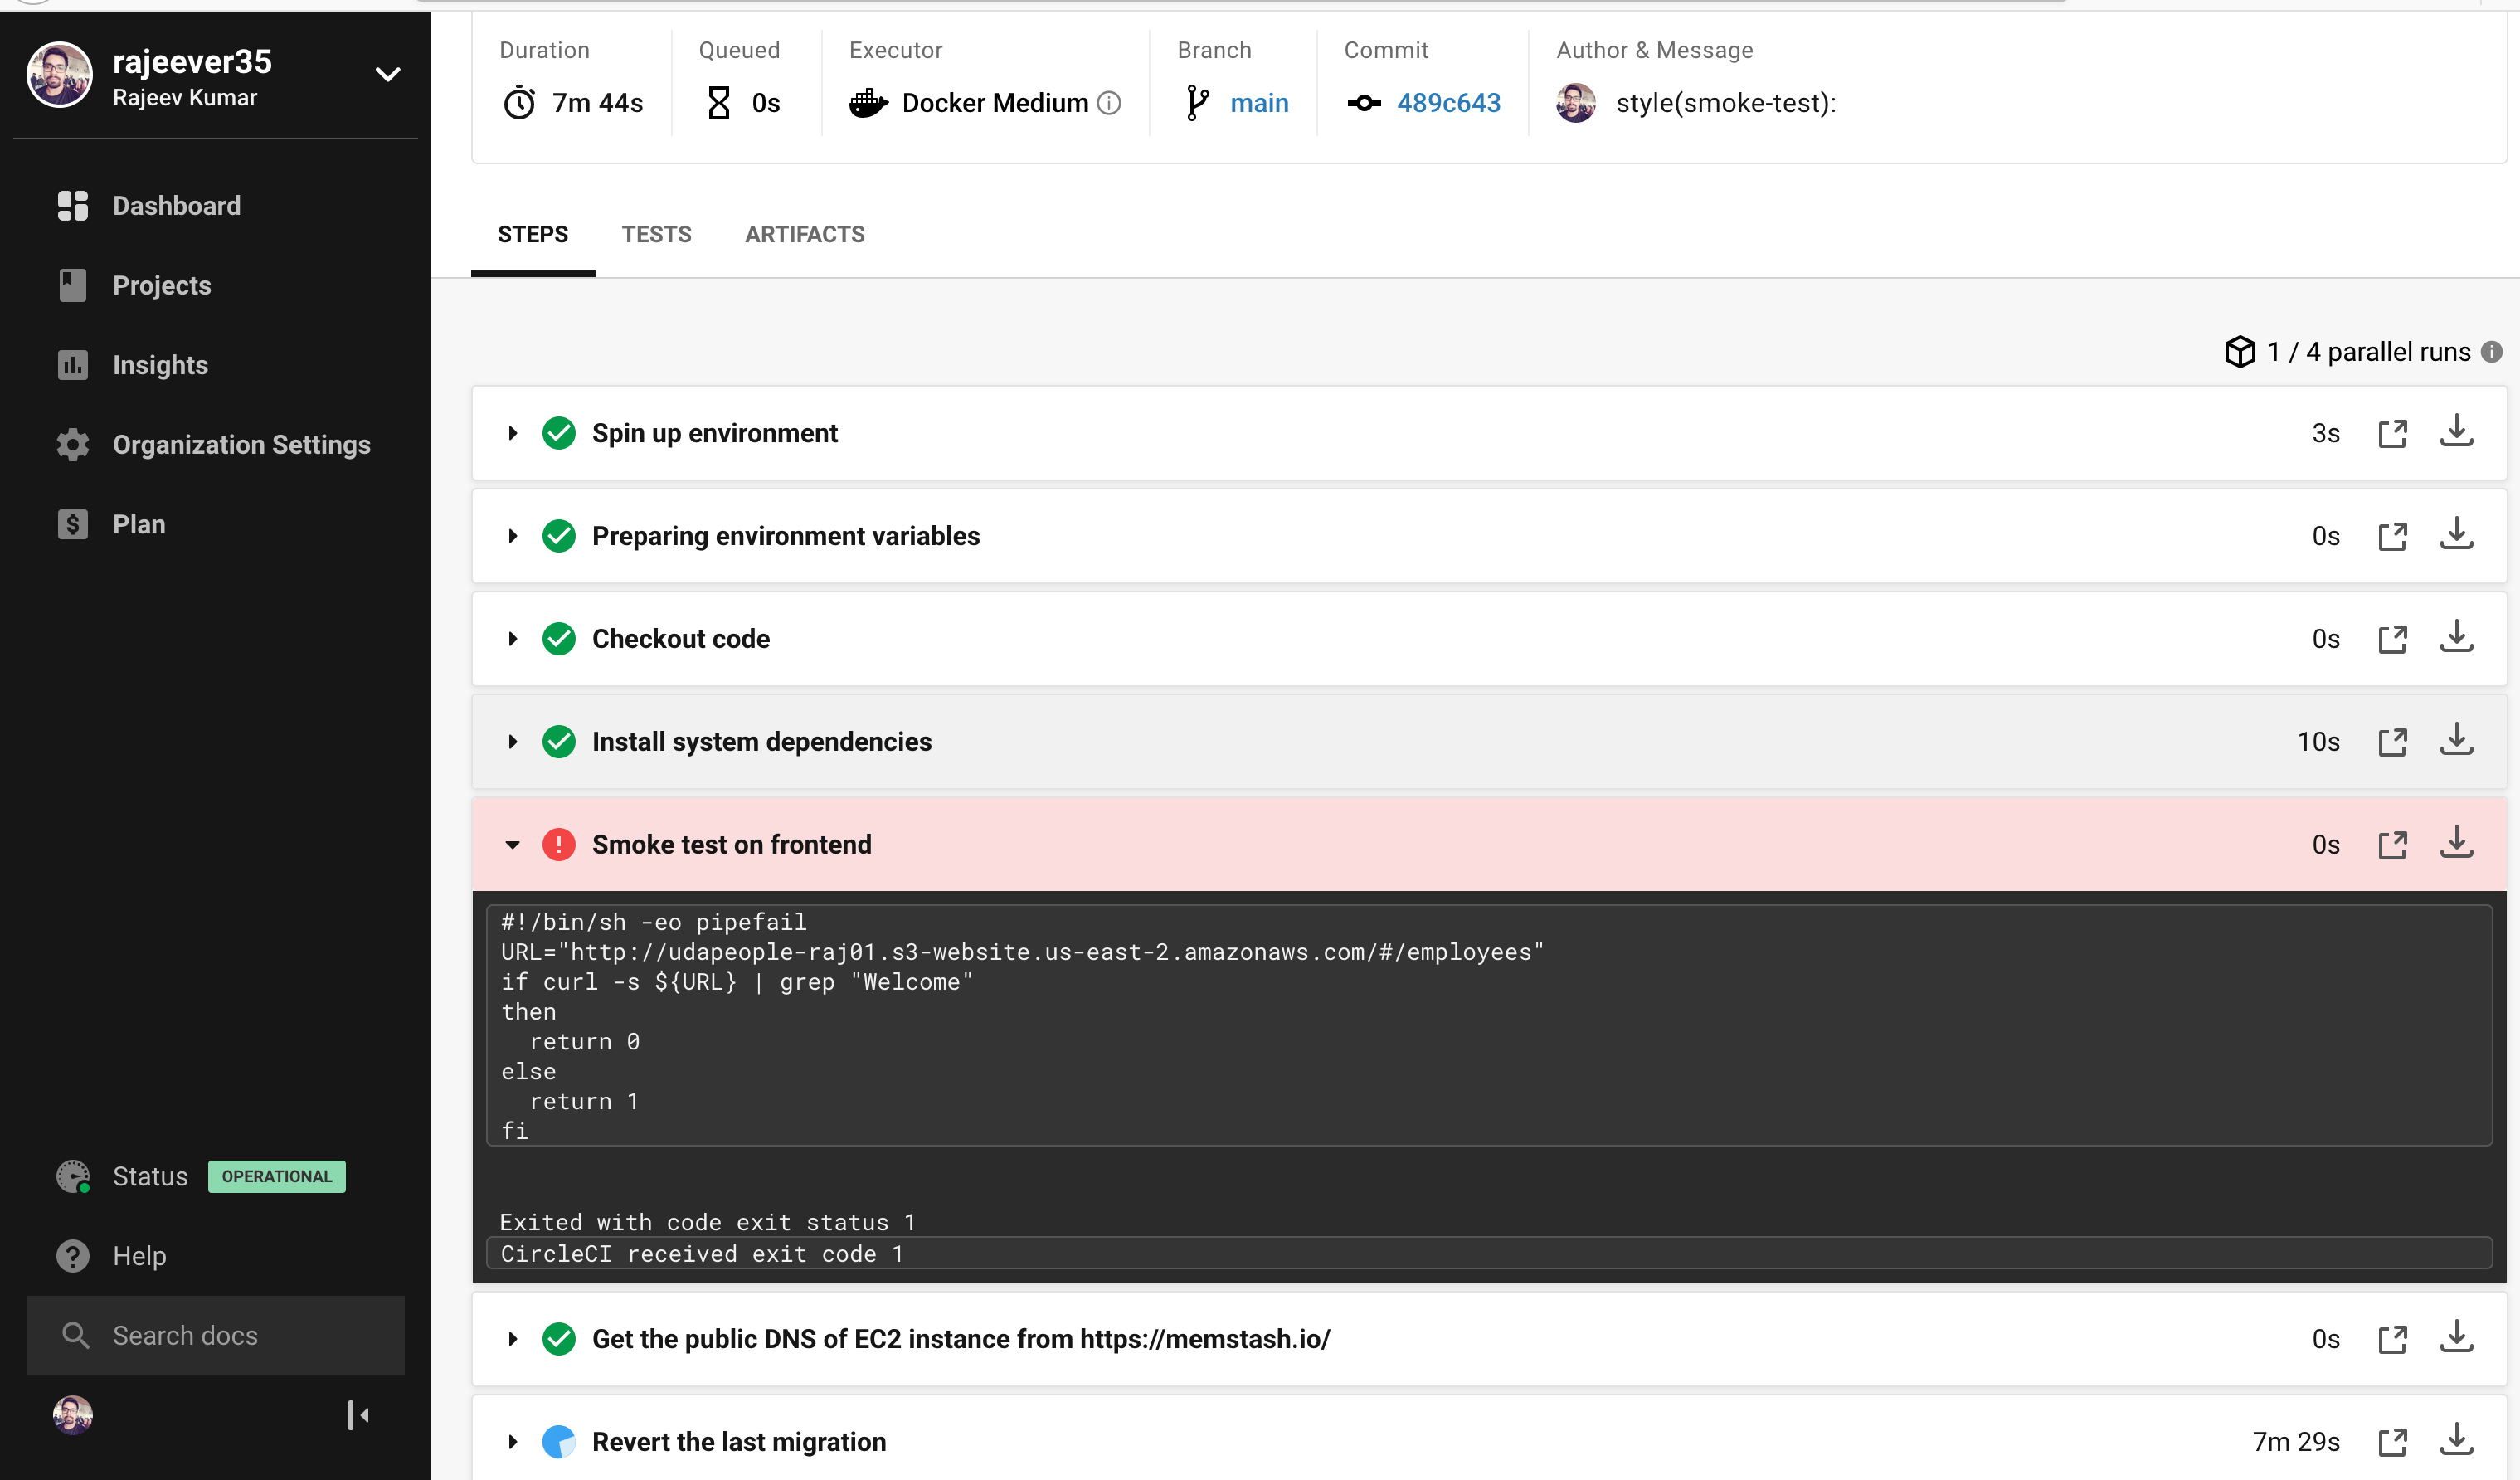 rajeever35
Rajeev Kumar
Dashboard
Projects
Insights
Organization Settings
Plan
Status OPERATIONAL
Help
Search docs
Duration
7m 44s
Queued
0s
Executor
Docker Medium
Branch
main
Commit
489c643
Author & Message
style(smoke-test):
STEPS TESTS ARTIFACTS
1 / 4 parallel runs
Spin up environment 3s
Preparing environment variables 0s
Checkout code 0s
Install system dependencies 10s
Smoke test on frontend 0s
#!/bin/sh -eo pipefail
URL="http://udapeople-raj01.s3-website.us-east-2.amazonaws.com/#/employees"
if curl -s ${URL} | grep "Welcome"
then
  return 0
else
  return 1
fi
Exited with code exit status 1
CircleCI received exit code 1
Get the public DNS of EC2 instance from https://memstash.io/ 0s
Revert the last migration 7m 29s